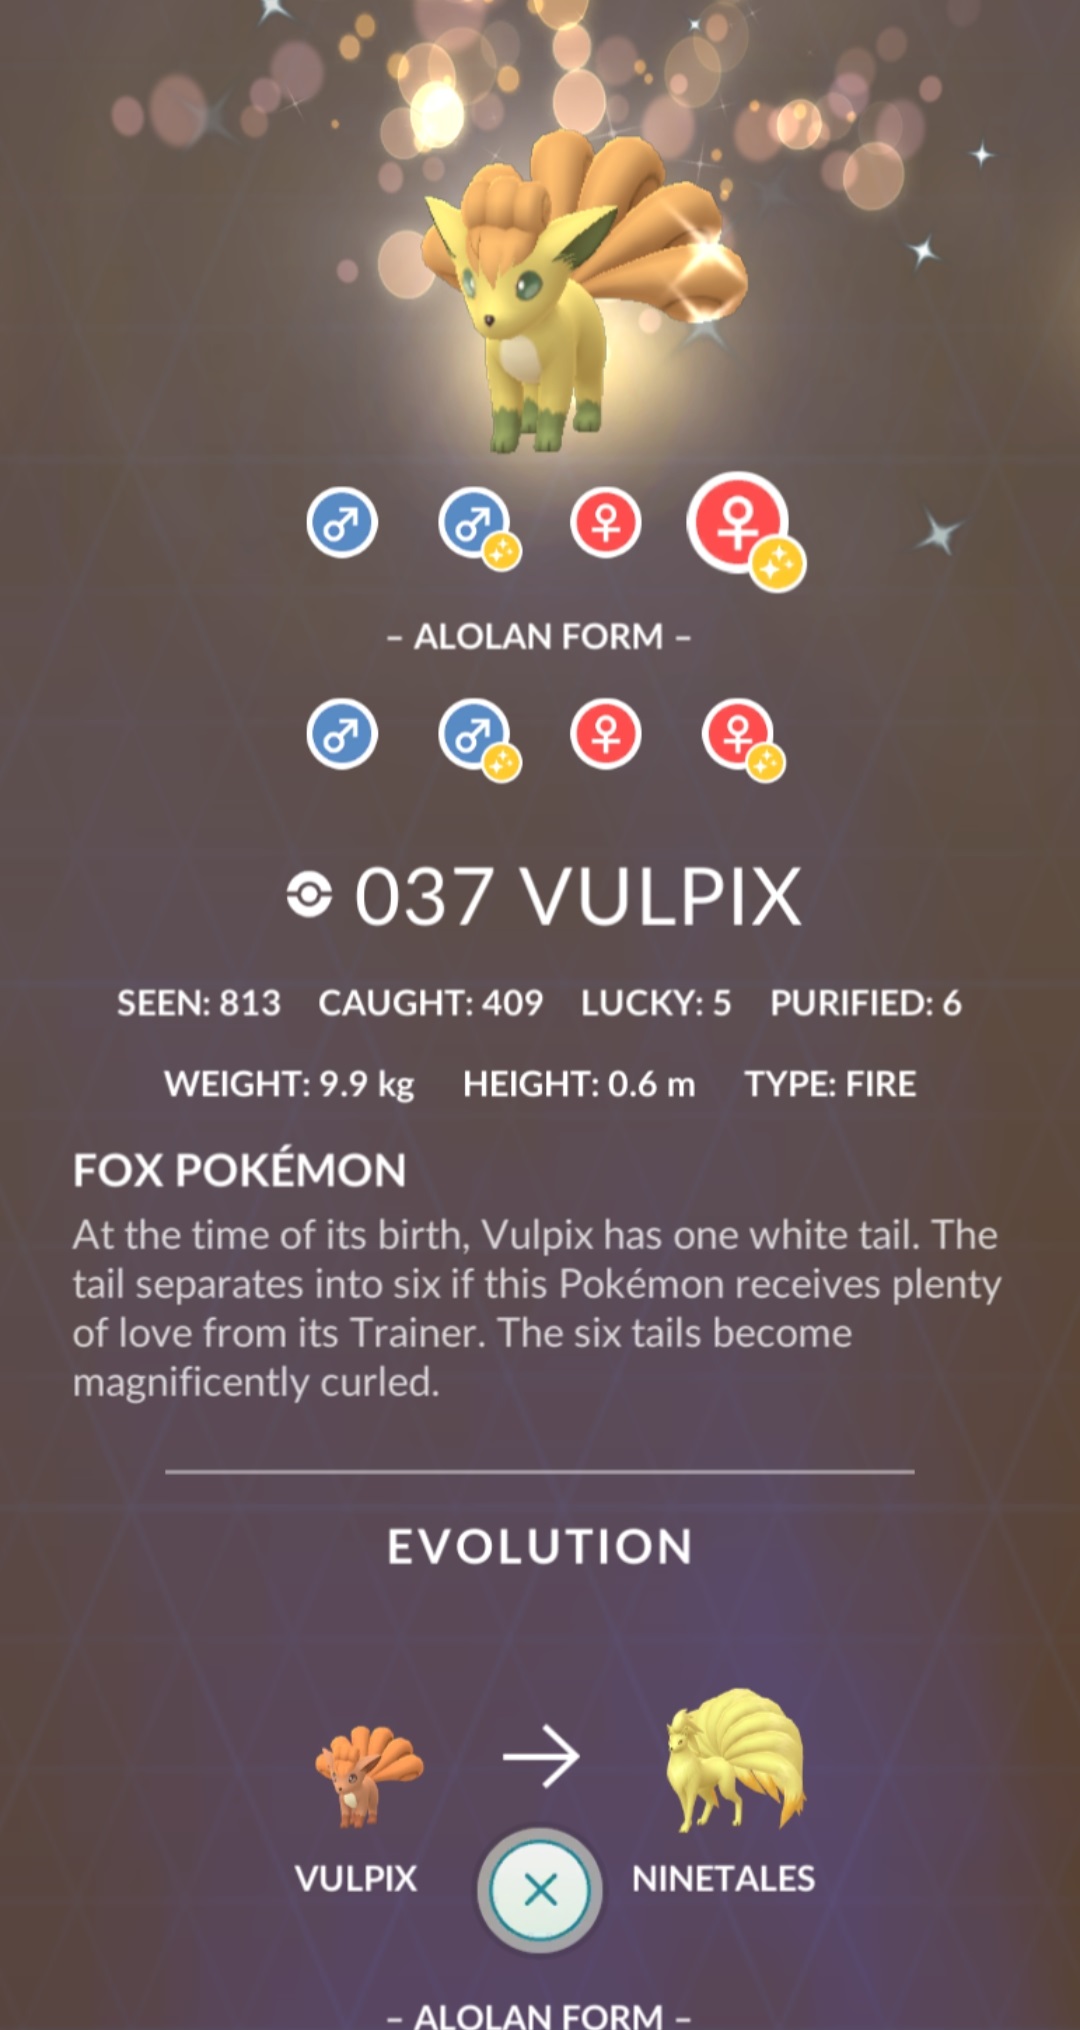 – ALOLAN FORM –
037 VULPIX
SEEN: 813 CAUGHT: 409 LUCKY: 5 PURIFIED: 6
WEIGHT: 9.9 kg HEIGHT: 0.6 m TYPE: FIRE
FOX POKÉMON
At the time of its birth, Vulpix has one white tail. The
tail separates into six if this Pokémon receives plenty
of love from its Trainer. The six tails become
magnificently curled.
EVOLUTION
VULPIX NINETALES
– ALOLAN FORM –